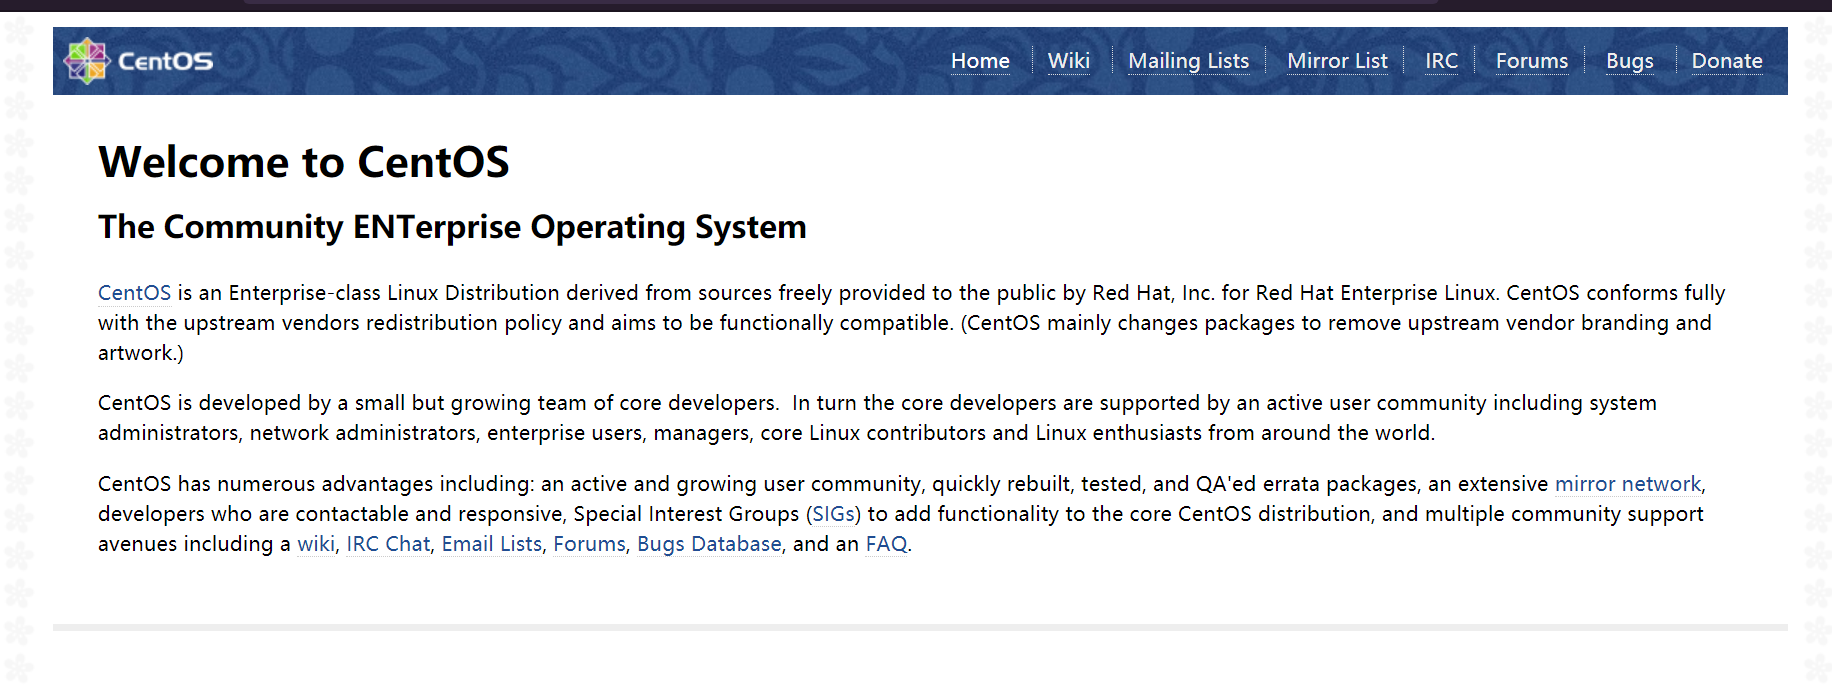 CentOS
Home Wiki Mailing Lists Mirror List IRC Forums Bugs Donate
Welcome to CentOS
The Community ENTerprise Operating System
CentOS is an Enterprise-class Linux Distribution derived from sources freely provided to the public by Red Hat, Inc. for Red Hat Enterprise Linux. CentOS conforms fully
with the upstream vendors redistribution policy and aims to be functionally compatible. (CentOS mainly changes packages to remove upstream vendor branding and
artwork.)
CentOS is developed by a small but growing team of core developers.  In turn the core developers are supported by an active user community including system
administrators, network administrators, enterprise users, managers, core Linux contributors and Linux enthusiasts from around the world.
CentOS has numerous advantages including: an active and growing user community, quickly rebuilt, tested, and QA'ed errata packages, an extensive mirror network,
developers who are contactable and responsive, Special Interest Groups (SIGs) to add functionality to the core CentOS distribution, and multiple community support
avenues including a wiki, IRC Chat, Email Lists, Forums, Bugs Database, and an FAQ.